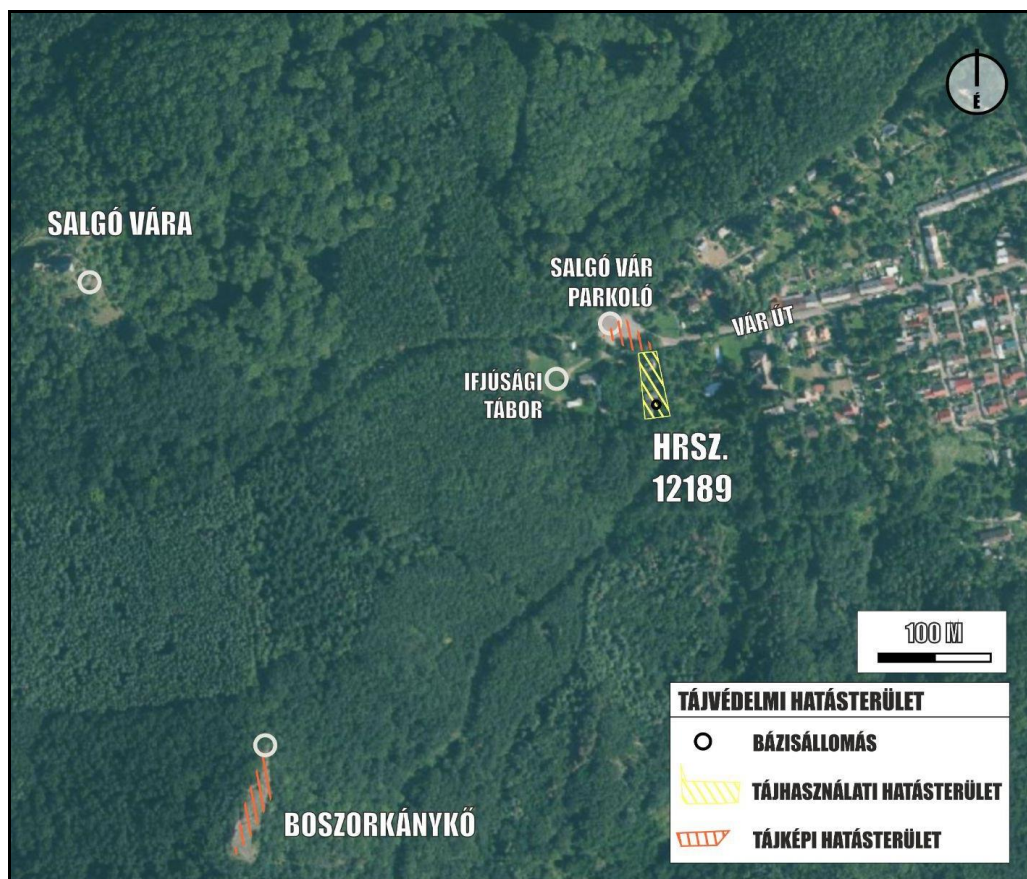 É
SALGÓ VÁRA
SALGÓ VÁR
PARKOLÓ
VÁR ÚT
IFJÚSÁGI
TÁBOR
HRSZ.
12189
100 M
BOSZORKÁNYKŐ
TÁJVÉDELMI HATÁSTERÜLET
BÁZISÁLLOMÁS
TÁJHASZNÁLATI HATÁSTERÜLET
TÁJKÉPI HATÁSTERÜLET